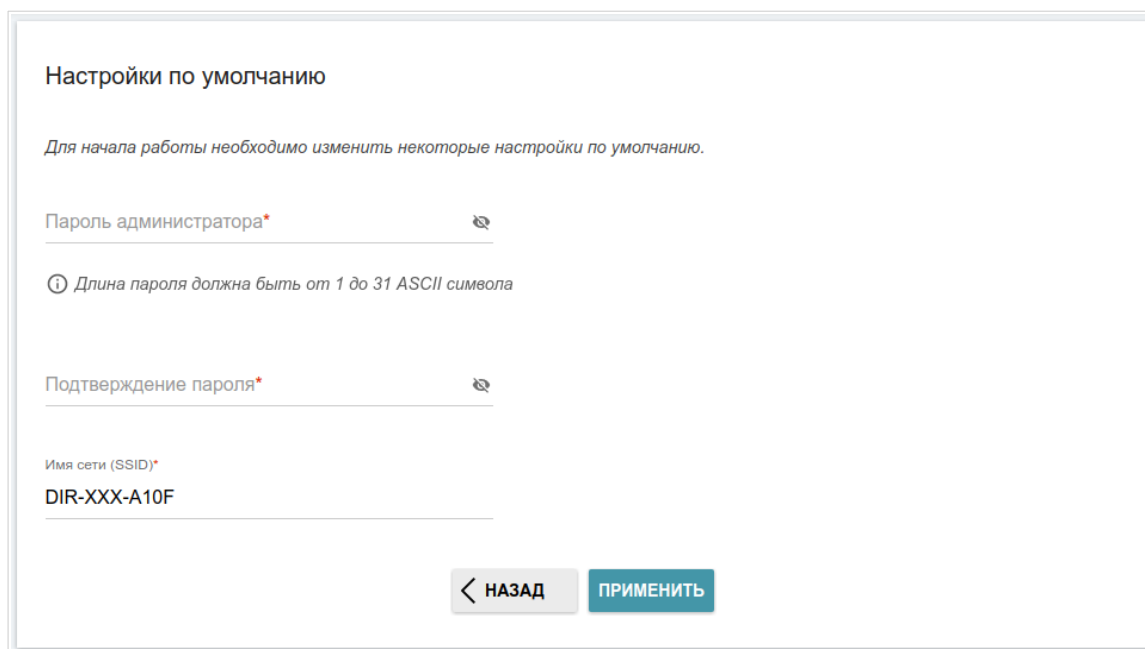 Настройки по умолчанию
Для начала работы необходимо изменить некоторые настройки по умолчанию.
Пароль администратора*
Длина пароля должна быть от 1 до 31 ASCII символа
Подтверждение пароля*
Имя сети (SSID)*
DIR-XXX-A10F
НАЗАД ПРИМЕНИТЬ